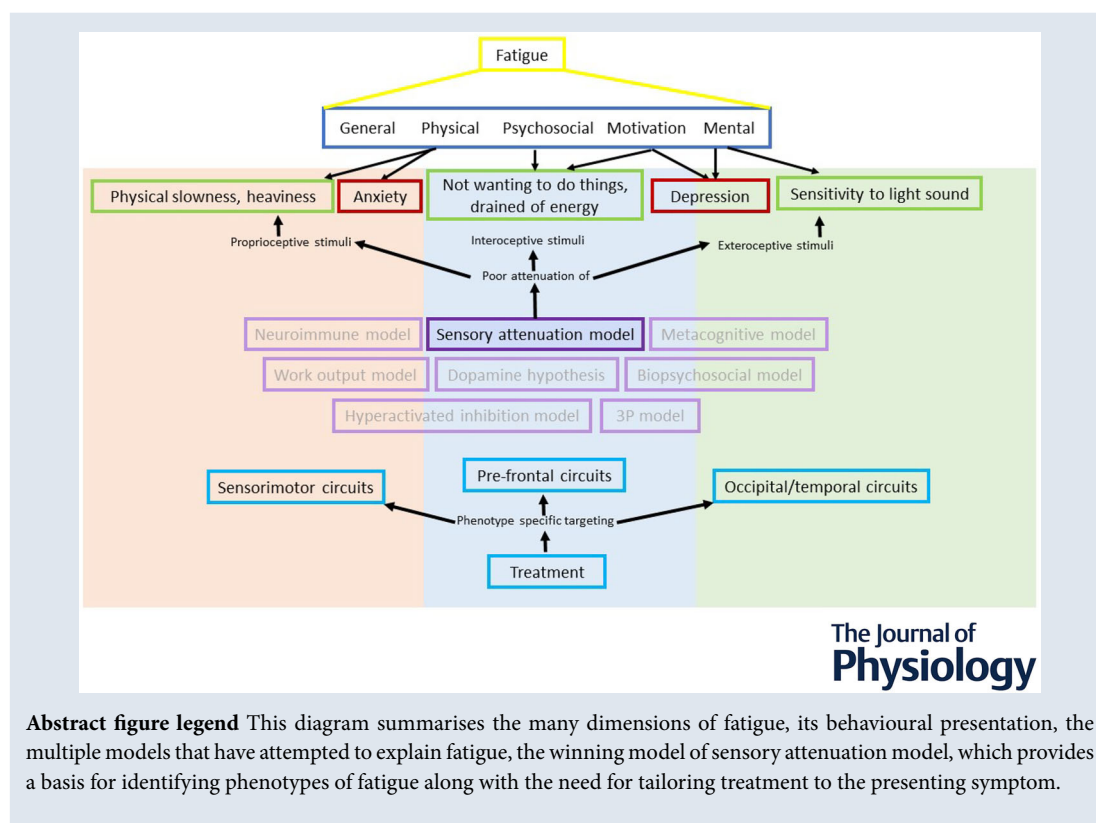 Fatigue
General Physical Psychosocial Motivation Mental
Physical slowness, heaviness
Anxiety
Not wanting to do things,
drained of energy
Depression
Sensitivity to light sound
Proprioceptive stimuli
Interoceptive stimuli
Exteroceptive stimuli
Poor attenuation of
Neuroimmune model
Sensory attenuation model
Metacognitive model
Work output model
Dopamine hypothesis
Biopsychosocial model
Hyperactivated inhibition model
3P model
Sensorimotor circuits
Pre-frontal circuits
Occipital/temporal circuits
Phenotype specific targeting
Treatment
The Journal of
Physiology
Abstract figure legend This diagram summarises the many dimensions of fatigue, its behavioural presentation, the
multiple models that have attempted to explain fatigue, the winning model of sensory attenuation model, which provides
a basis for identifying phenotypes of fatigue along with the need for tailoring treatment to the presenting symptom.